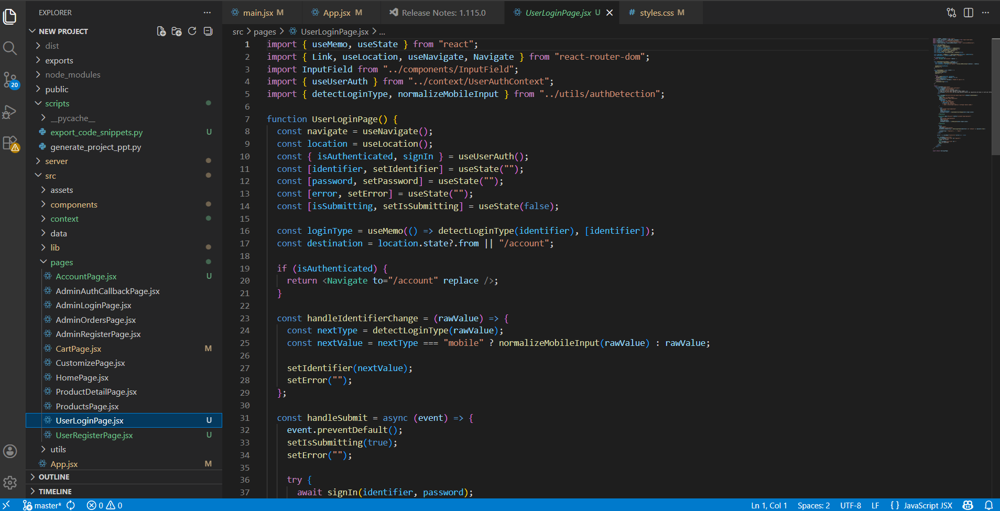 EXPLORER
NEW PROJECT
dist
exports
node_modules
public
scripts
__pycache__
export_code_snippets.py U
generate_project_ppt.py
server
src
assets
components
context
data
lib
pages
AccountPage.jsx U
AdminAuthCallbackPage.jsx
AdminLoginPage.jsx
AdminOrdersPage.jsx
AdminRegisterPage.jsx
CartPage.jsx M
CustomizePage.jsx
HomePage.jsx
ProductDetailPage.jsx
ProductsPage.jsx
UserLoginPage.jsx U
UserRegisterPage.jsx U
utils
App.jsx M
OUTLINE
TIMELINE
20
main.jsx M App.jsx M Release Notes: 1.115.0 UserLoginPage.jsx U # styles.css M
src > pages > UserLoginPage.jsx > ...
1 import { useMemo, useState } from "react";
2 import { Link, useLocation, useNavigate, Navigate } from "react-router-dom";
3 import InputField from "../components/InputField";
4 import { useUserAuth } from "../context/UserAuthContext";
5 import { detectLoginType, normalizeMobileInput } from "../utils/authDetection";
6
7 function UserLoginPage() {
8 const navigate = useNavigate();
9 const location = useLocation();
10 const { isAuthenticated, signIn } = useUserAuth();
11 const [identifier, setIdentifier] = useState("");
12 const [password, setPassword] = useState("");
13 const [error, setError] = useState("");
14 const [isSubmitting, setIsSubmitting] = useState(false);
15
16 const loginType = useMemo(() => detectLoginType(identifier), [identifier]);
17 const destination = location.state?.from || "/account";
18
19 if (isAuthenticated) {
20 return <Navigate to="/account" replace />;
21 }
22
23 const handleIdentifierChange = (rawValue) => {
24 const nextType = detectLoginType(rawValue);
25 const nextValue = nextType === "mobile" ? normalizeMobileInput(rawValue) : rawValue;
26
27 setIdentifier(nextValue);
28 setError("");
29 };
30
31 const handleSubmit = async (event) => {
32 event.preventDefault();
33 setIsSubmitting(true);
34 setError("");
35
36 try {
37 await signIn(identifier, password);
master* 0 0 Ln 1, Col 1 Spaces: 2 UTF-8 LF { } JavaScript JSX